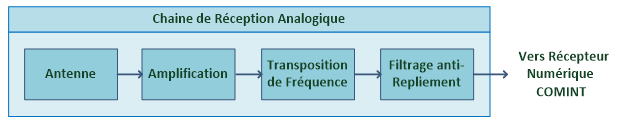 Chaine de Réception Analogique
Antenne
Amplification
Transposition
de Fréquence
Filtrage anti-
Repliement
Vers Récepteur
Numérique
COMINT